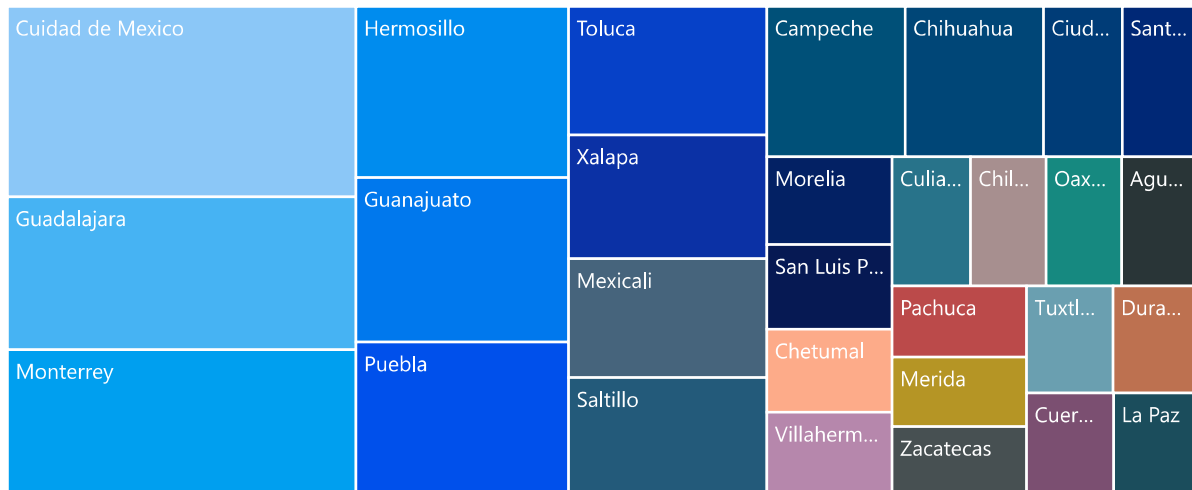 Cuidad de Mexico
Guadalajara
Monterrey
Hermosillo
Guanajuato
Puebla
Toluca
Xalapa
Mexicali
Saltillo
Campeche
Chihuahua
Ciud...
Sant...
Morelia
San Luis P...
Chetumal
Villaherm...
Culia...
Chil...
Oax...
Agu...
Pachuca
Merida
Zacatecas
Tuxtl...
Dura...
Cuer...
La Paz